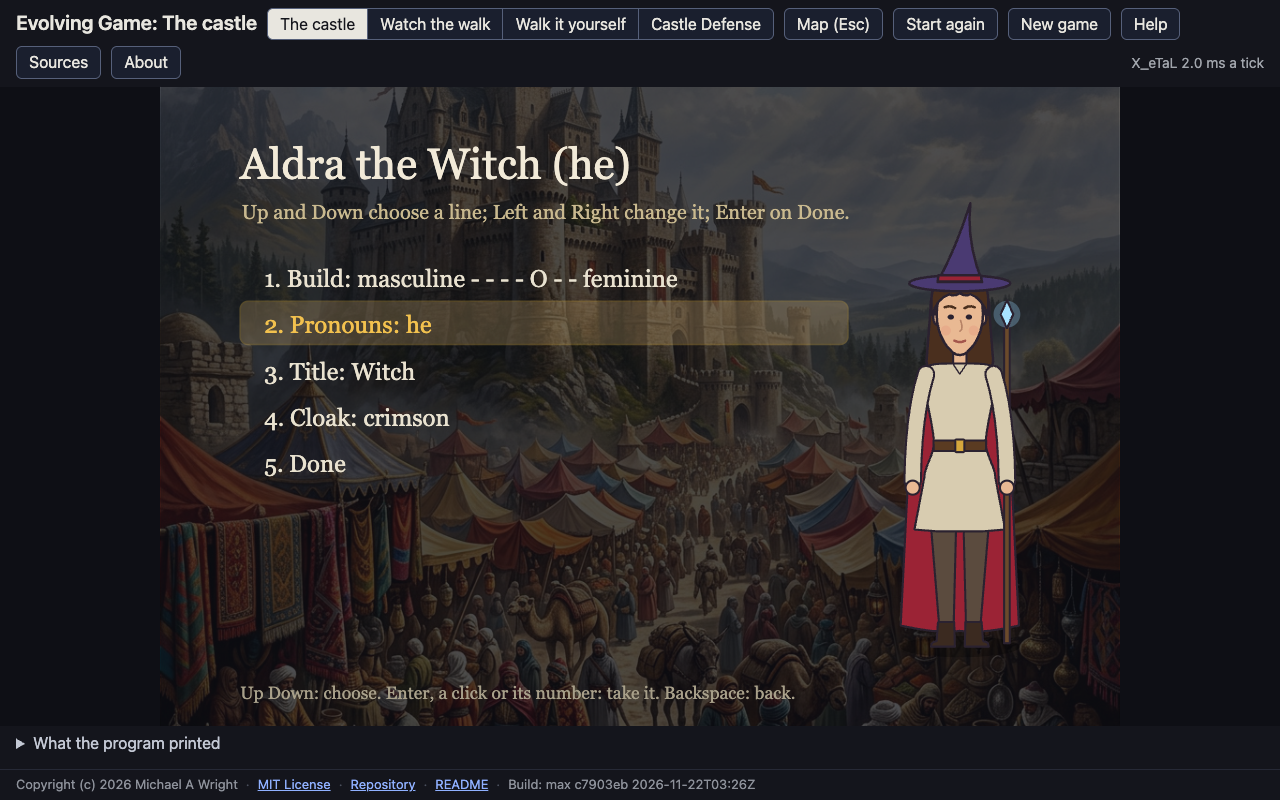 Evolving Game: The castle
The castle
Watch the walk
Walk it yourself
Castle Defense
Map (Esc)
Start again
New game
Help
Sources
About
X_eTaL 2.0 ms a tick
Aldra the Witch (he)
Up and Down choose a line; Left and Right change it; Enter on Done.
1. Build: masculine - - - - O - - feminine
2. Pronouns: he
3. Title: Witch
4. Cloak: crimson
5. Done
Up Down: choose. Enter, a click or its number: take it. Backspace: back.
▶ What the program printed
Copyright (c) 2026 Michael A Wright · MIT License · Repository · README · Build: max c7903eb 2026-11-22T03:26Z